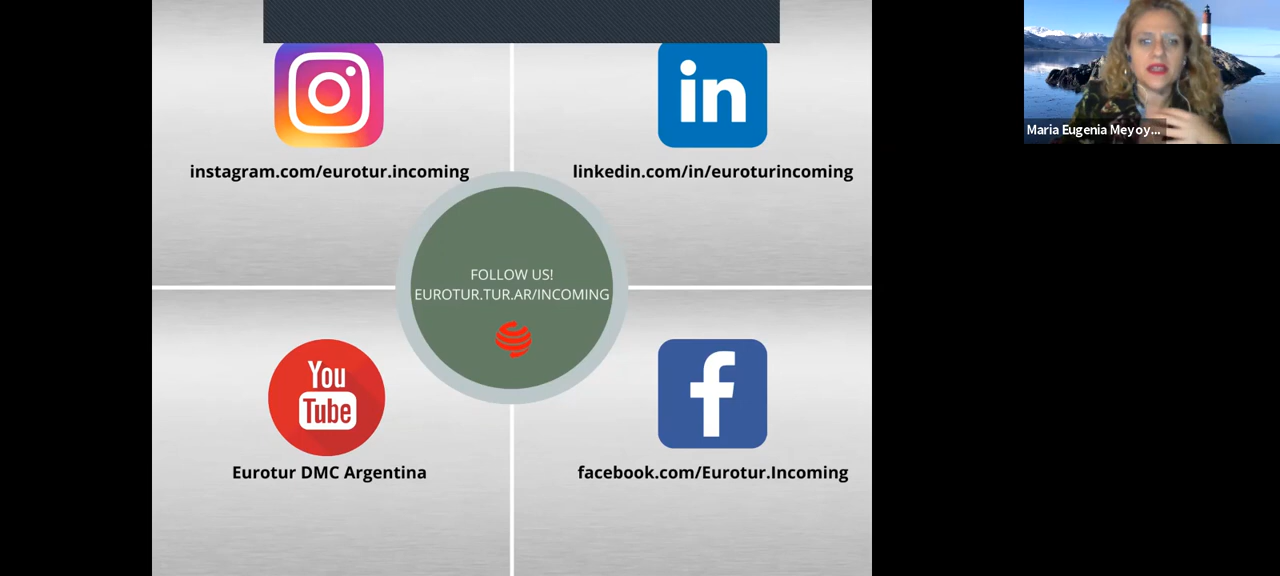 in
Maria Eugenia Meyoy...
instagram.com/eurotur.incoming
linkedin.com/in/euroturincoming
FOLLOW US!
EUROTUR.TUR.AR/INCOMING
You
Tube
f
Eurotur DMC Argentina
facebook.com/Eurotur.Incoming